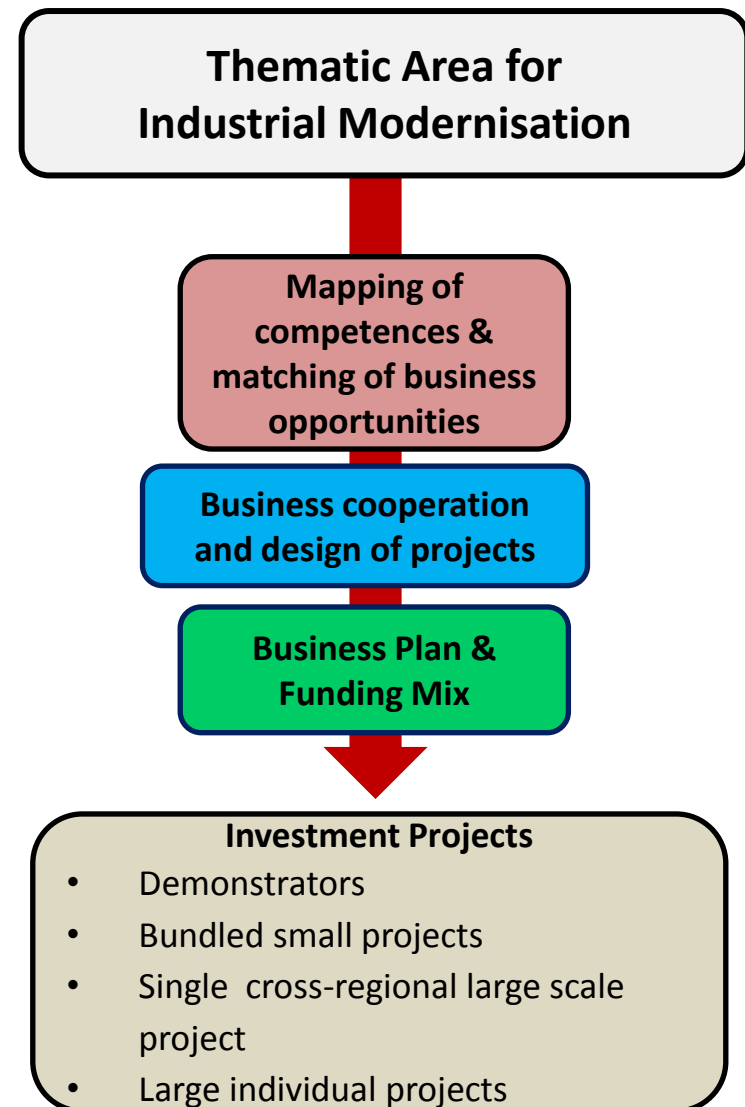 Thematic Area for
Industrial Modernisation
Mapping of
competences &
matching of business
opportunities
Business cooperation
and design of projects
Business Plan &
Funding Mix
Investment Projects
• Demonstrators
• Bundled small projects
• Single cross-regional large scale
project
• Large individual projects